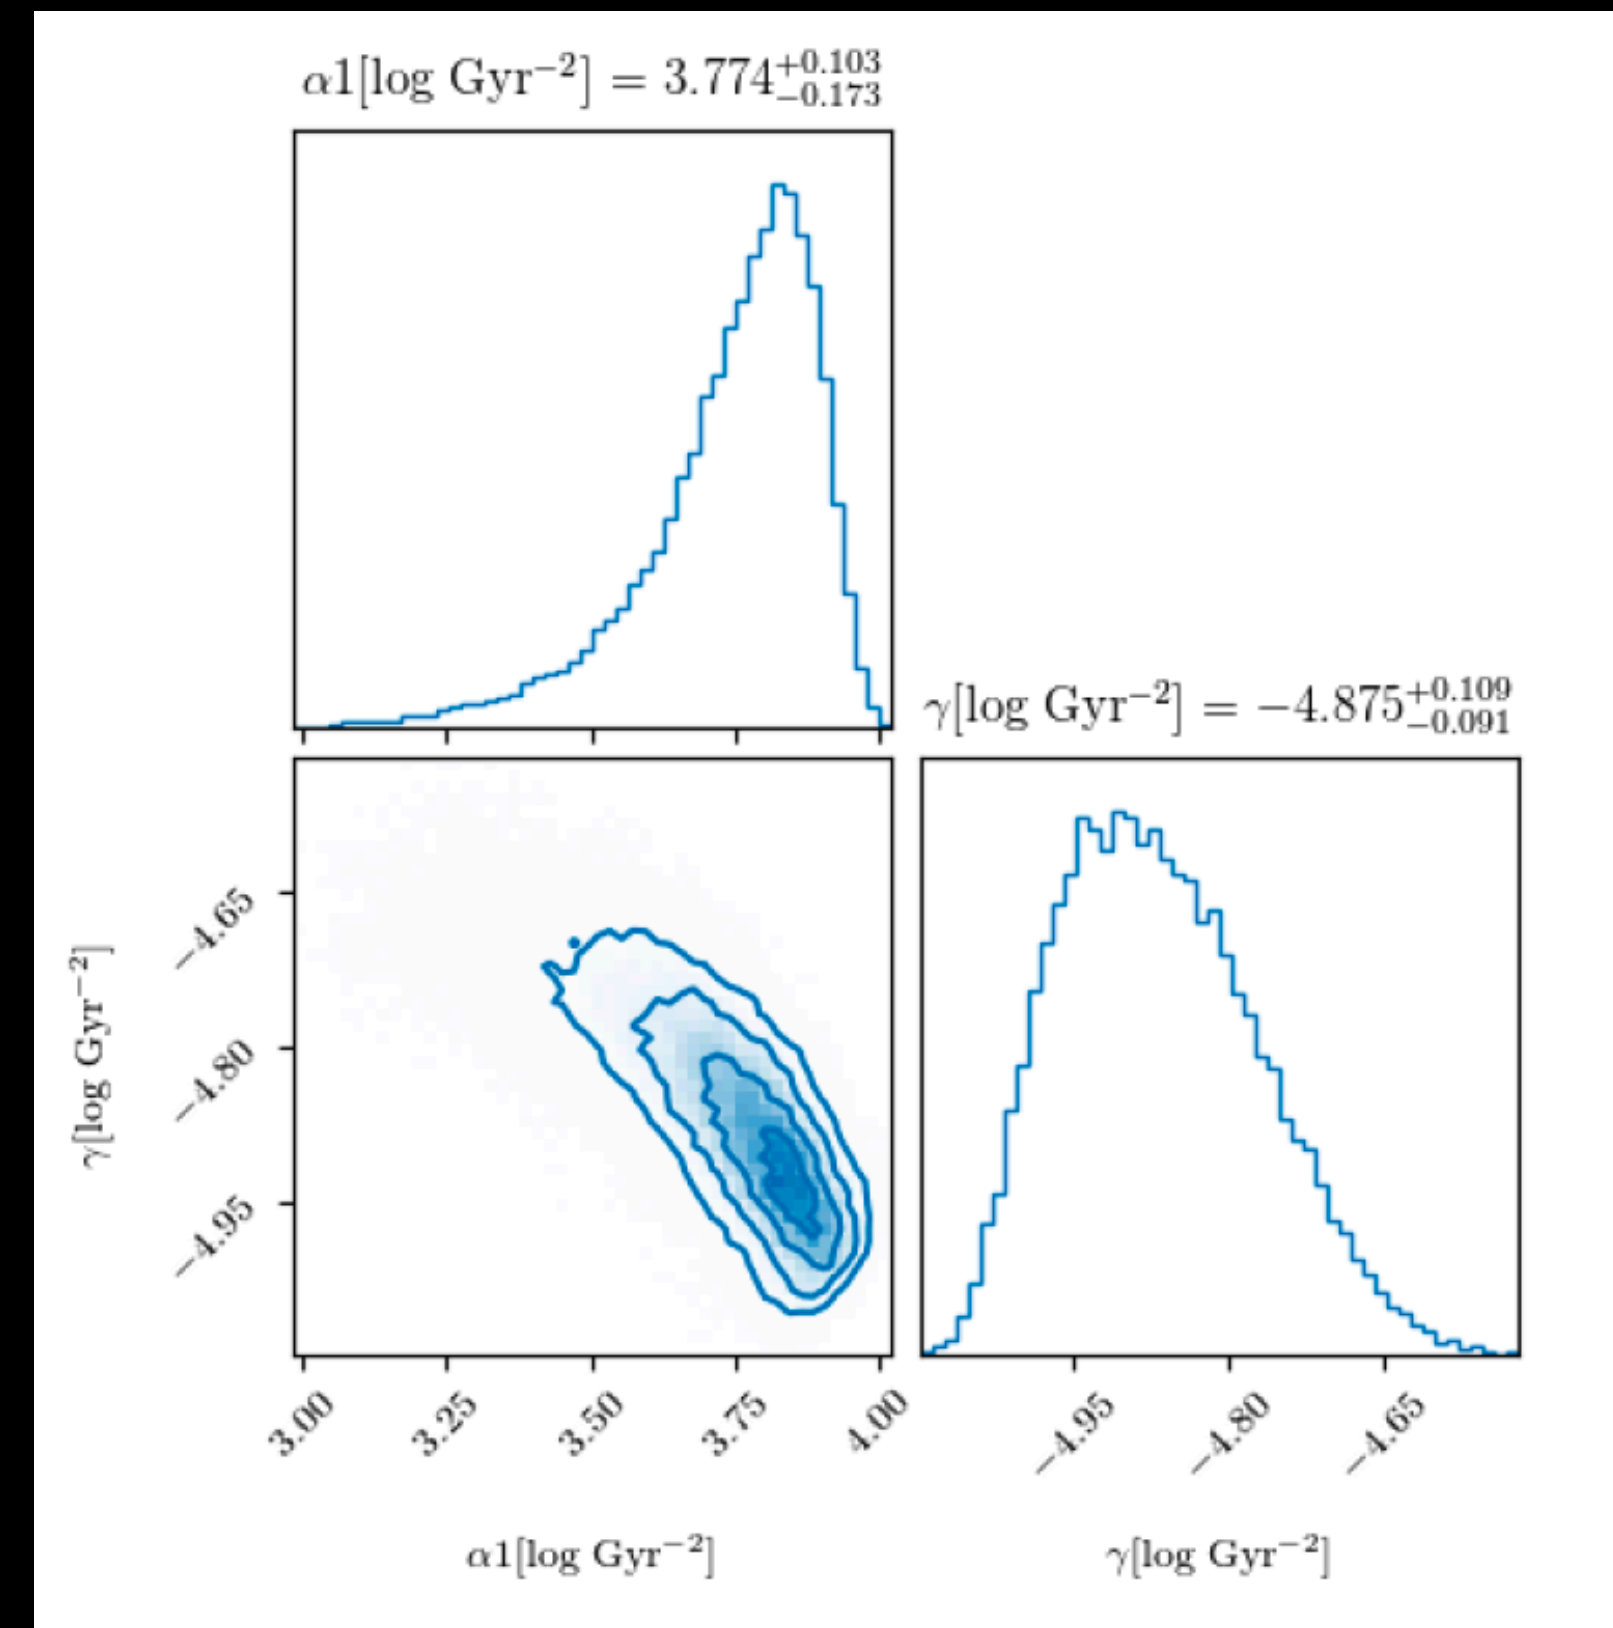 α1[log Gyr⁻²] = 3.774⁺⁰·¹⁰³₋₀.₁₇₃
γ[log Gyr⁻²] = −4.875⁺⁰·¹⁰⁹₋₀.₀₉₁
γ[log Gyr⁻²]
−4.65
−4.80
−4.95
3.00 3.25 3.50 3.75 4.00
−4.95 −4.80 −4.65
α1[log Gyr⁻²]
γ[log Gyr⁻²]